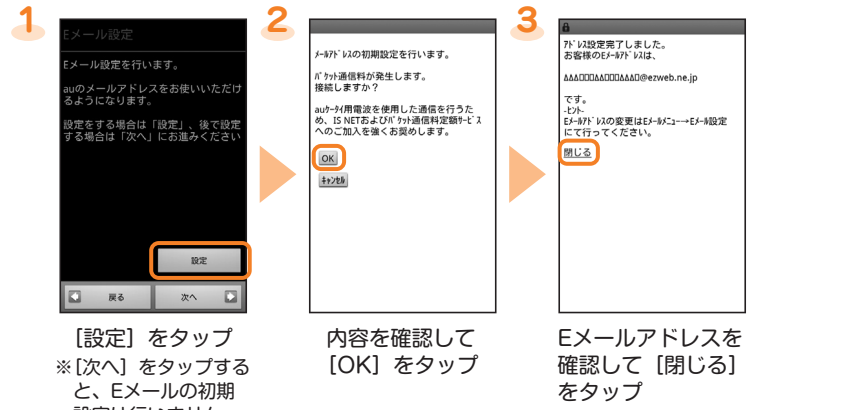 1
Eメール設定
Eメール設定を行います。
auのメールアドレスをお使いいただけ
るようになります。
設定をする場合は「設定」、後で設定
する場合は「次へ」にお進みください
設定
戻る
次へ
［設定］をタップ
※［次へ］をタップする
と、Eメールの初期
2
ﾒｰﾙｱﾄﾞﾚｽの初期設定を行います。
ﾊﾟｹｯﾄ通信料が発生します。
接続しますか？
auｹｰﾀｲ用電波を使用した通信を行うた
め、IS NETおよびﾊﾟｹｯﾄ通信料定額ｻｰﾋﾞｽ
へのご加入を強くお奨めします。
OK
ｷｬﾝｾﾙ
内容を確認して
［OK］をタップ
3
ｱﾄﾞﾚｽ設定完了しました。
お客様のEﾒｰﾙｱﾄﾞﾚｽは、
△△△□□□△△□□□△△△□@ezweb.ne.jp
です。
-ﾋﾝﾄ-
Eﾒｰﾙｱﾄﾞﾚｽの変更はEﾒｰﾙﾒﾆｭｰ→Eﾒｰﾙ設定
にて行ってください。
閉じる
Eメールアドレスを
確認して［閉じる］
をタップ